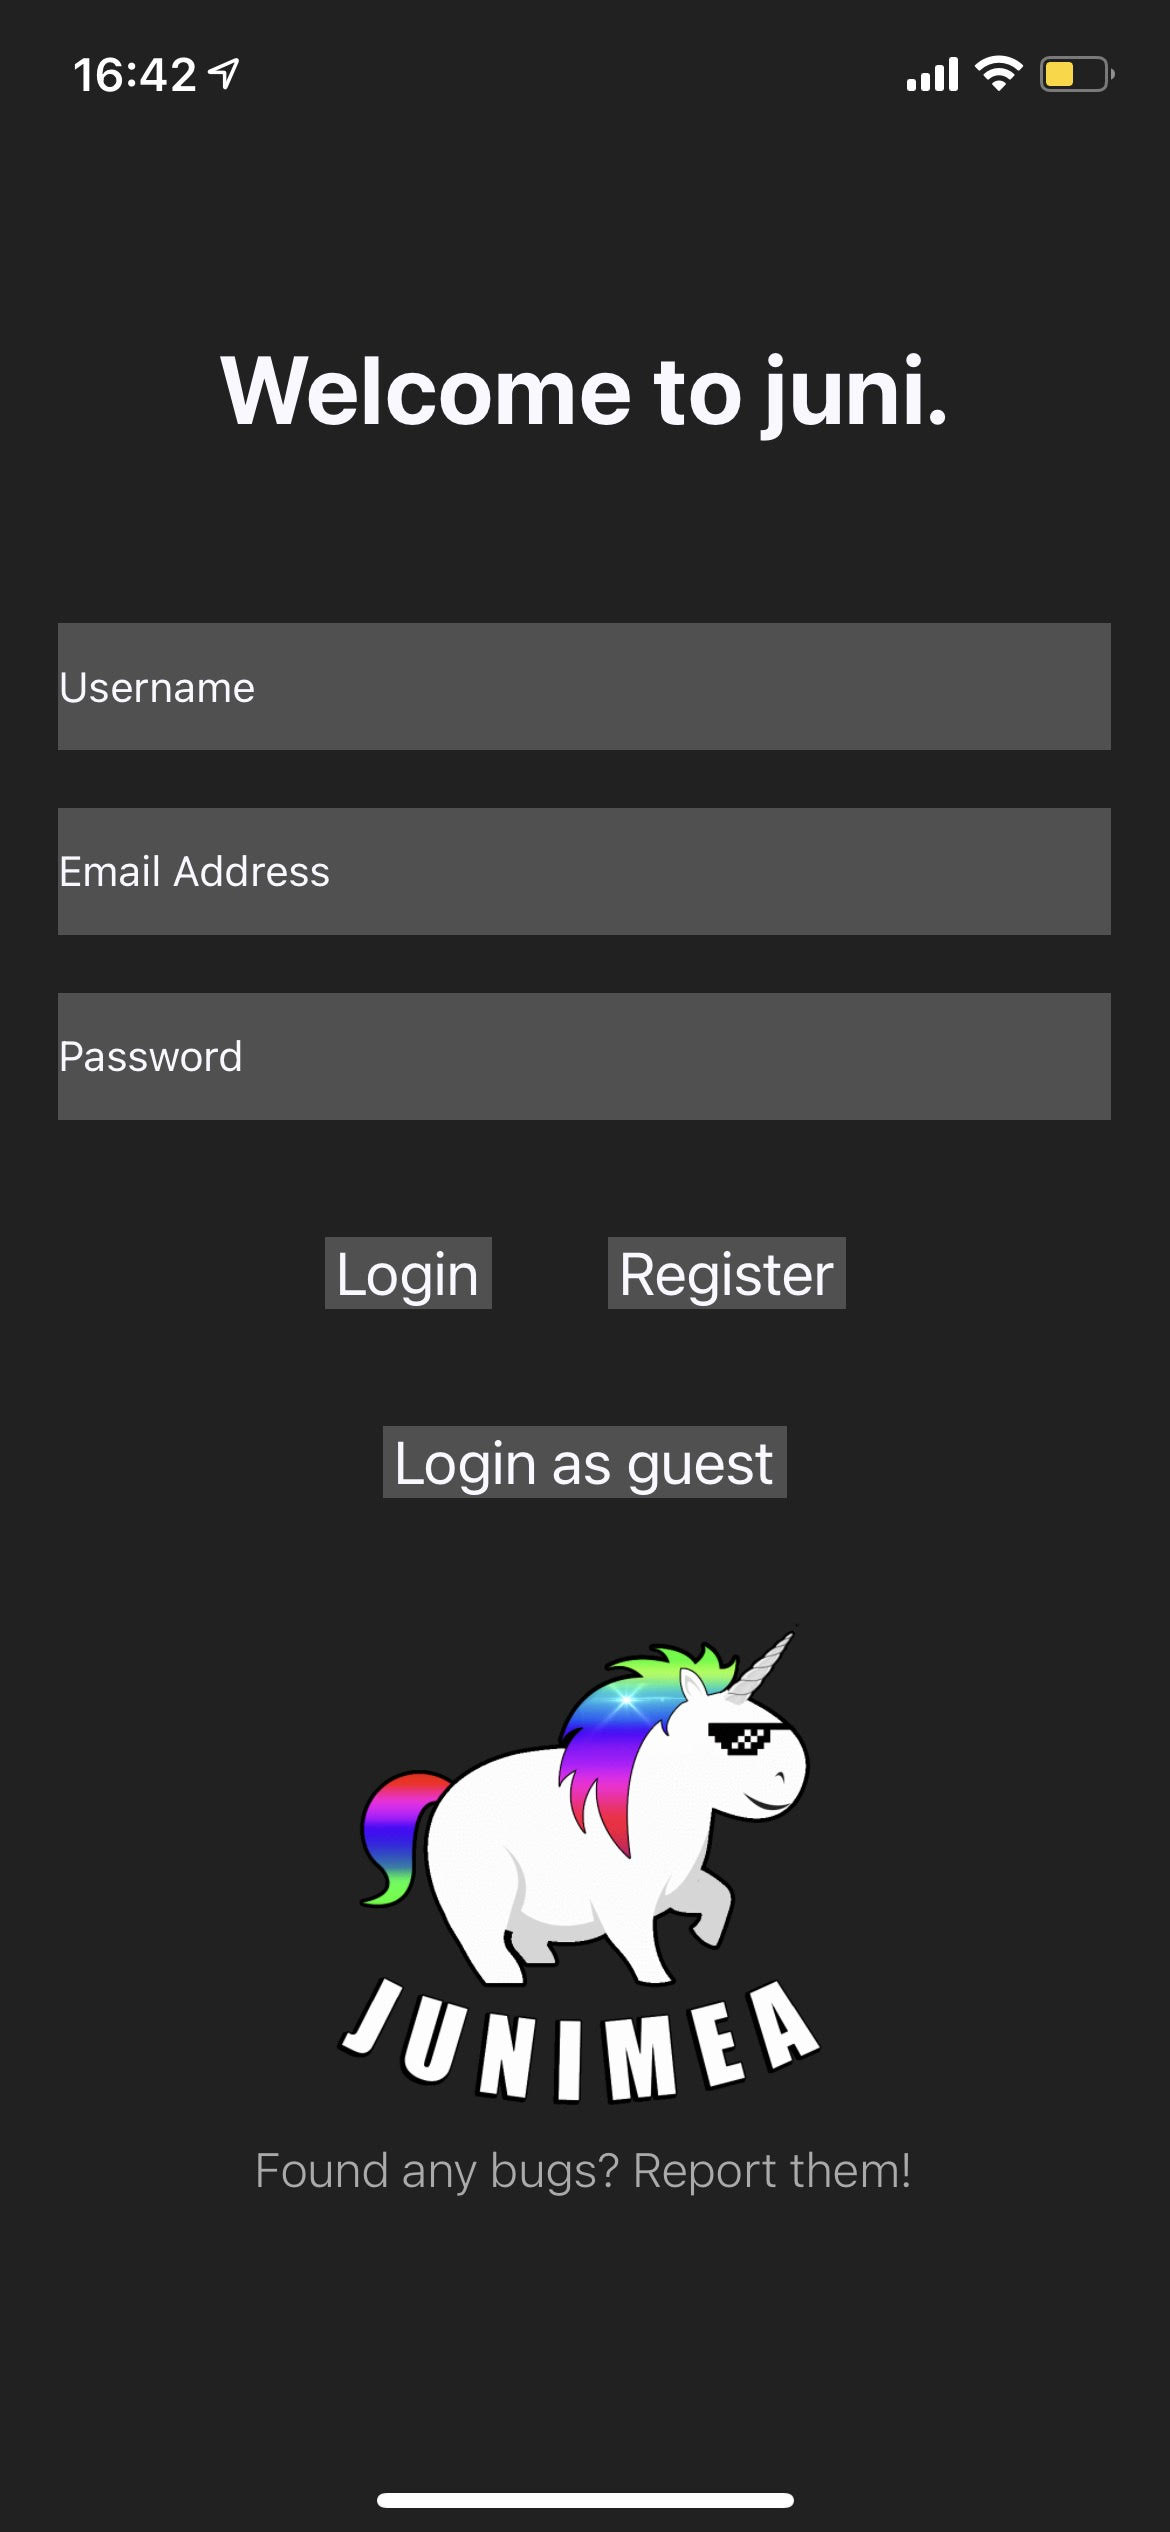 16:42
Welcome to juni.
Username
Email Address
Password
Login Register
Login as guest
JUNIMEA
Found any bugs? Report them!